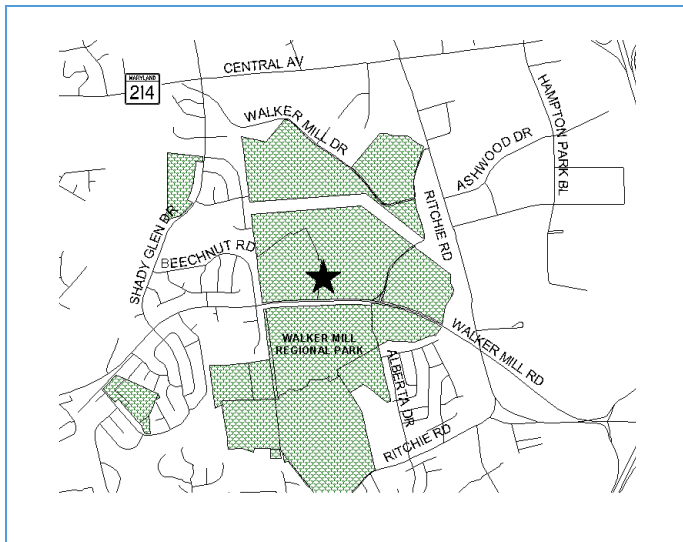 CENTRAL AV
MARYLAND
214
WALKER MILL DR
HAMPTON PARK BL
ASHWOOD DR
RITCHIE RD
SHADY GLEN DR
BEECHNUT RD
WALKER MILL
REGIONAL PARK
WALKER MILL RD
ALBERTA DR
RITCHIE RD